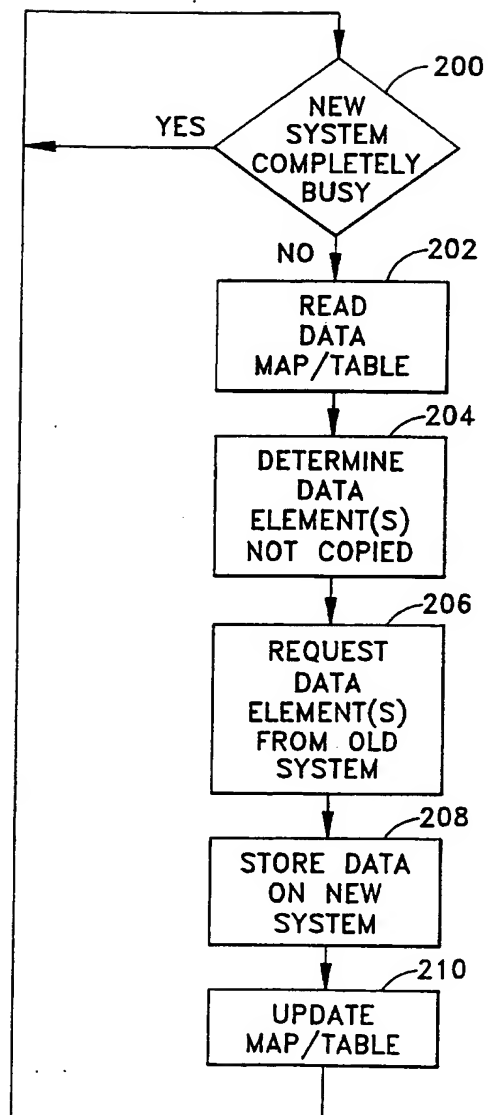 200
NEW
SYSTEM
COMPLETELY
BUSY
YES
NO
202
READ
DATA
MAP/TABLE
204
DETERMINE
DATA
ELEMENT(S)
NOT COPIED
206
REQUEST
DATA
ELEMENT(S)
FROM OLD
SYSTEM
208
STORE DATA
ON NEW
SYSTEM
210
UPDATE
MAP/TABLE